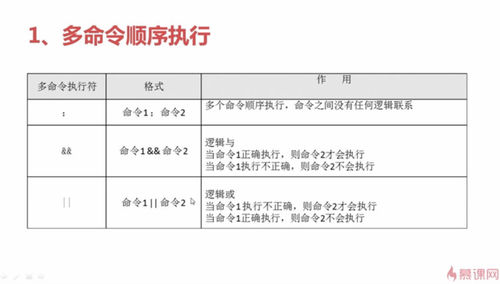 1、多命令顺序执行
多命令执行符 格式 作 用
; 命令1；命令2 多个命令顺序执行，命令之间没有任何逻辑联系
&& 命令1&&命令2 逻辑与
当命令1正确执行，则命令2才会执行
当命令1执行不正确，则命令2不会执行
|| 命令1||命令2 逻辑或
当命令1执行不正确，则命令2才会执行
当命令1正确执行，则命令2不会执行
慕课网